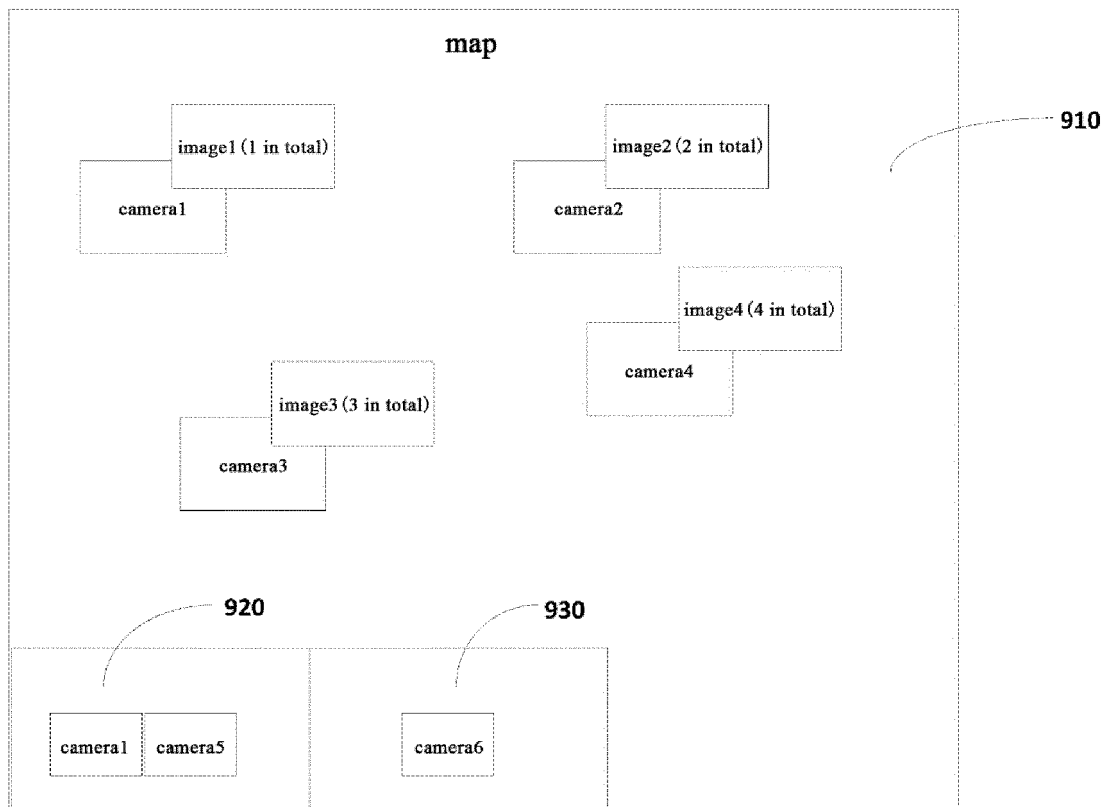 map
910
image1 (1 in total)
image2 (2 in total)
camera1
camera2
image4 (4 in total)
camera4
image3 (3 in total)
camera3
920
930
camera1
camera5
camera6